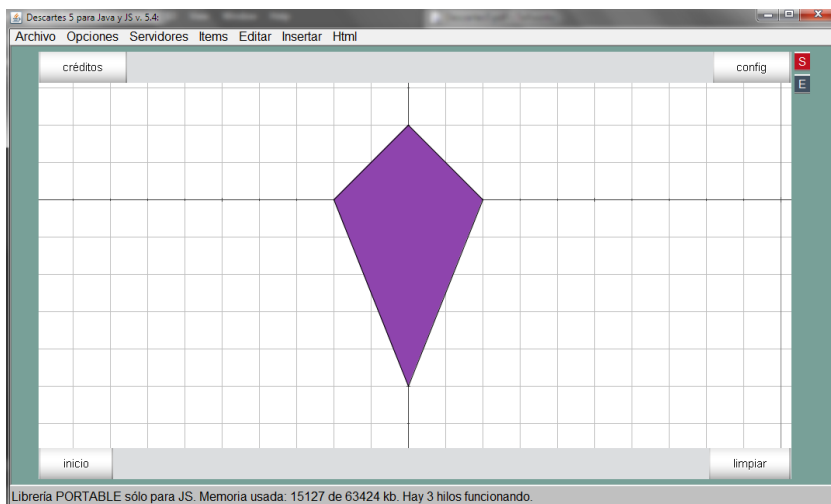 Descartes 5 para Java y JS v. 5.4:
Archivo Opciones Servidores Items Editar Insertar Html
créditos
config
S
E
inicio
limpiar
Librería PORTABLE sólo para JS. Memoria usada: 15127 de 63424 kb. Hay 3 hilos funcionando.